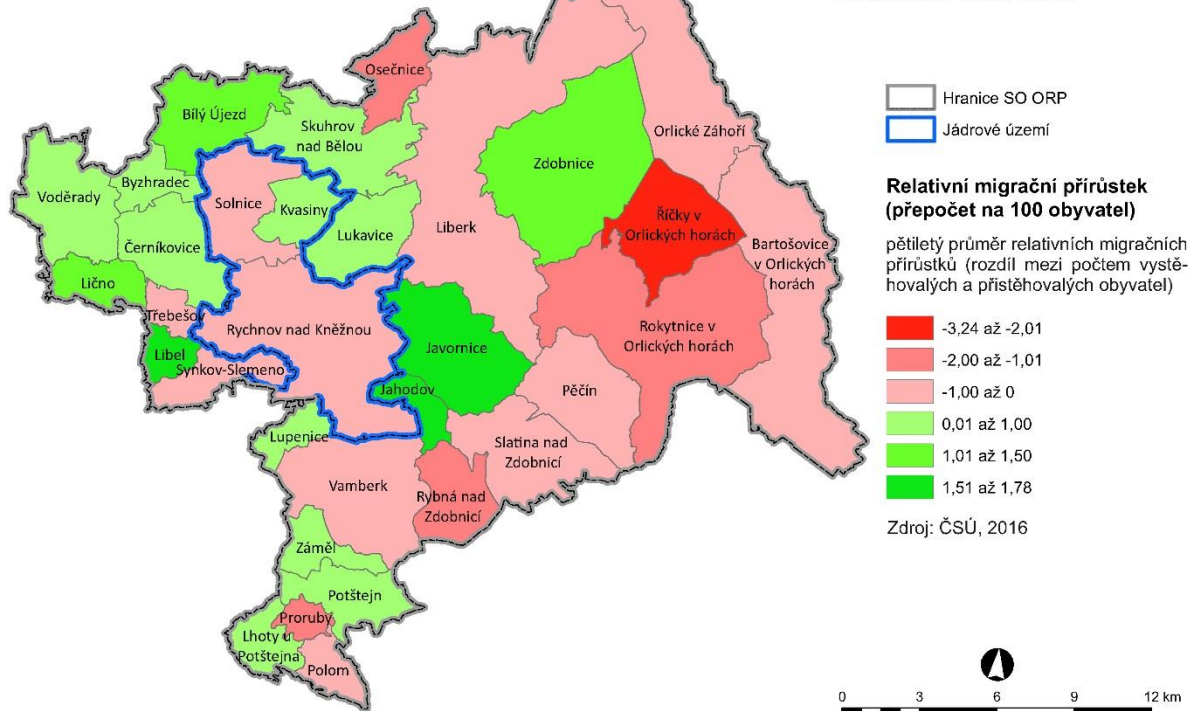 Osečnice
Bílý Újezd
Skuhrov
nad Bělou
Orlické Záhoří
Zdobnice
Voděrady
Byzhradec
Solnice
Kvasiny
Říčky v
Orlických horách
Černíkovice
Lukavice
Liberk
Bartošovice
v Orlických
horách
Lično
Třebešov
Rychnov nad Kněžnou
Rokytnice v
Orlických horách
Javornice
Libel
Synkov-Slemeno
Jahodov
Pěčín
Lupenice
Slatina nad
Zdobnicí
Vamberk
Rybná nad
Zdobnicí
Záměl
Potštejn
Proruby
Lhoty u
Potštejna
Polom
Hranice SO ORP
Jádrové území
Relativní migrační přírůstek
(přepočet na 100 obyvatel)
pětiletý průměr relativních migračních
přírůstků (rozdíl mezi počtem vystě-
hovalých a přistěhovalých obyvatel)
-3,24 až -2,01
-2,00 až -1,01
-1,00 až 0
0,01 až 1,00
1,01 až 1,50
1,51 až 1,78
Zdroj: ČSÚ, 2016
0 3 6 9 12 km